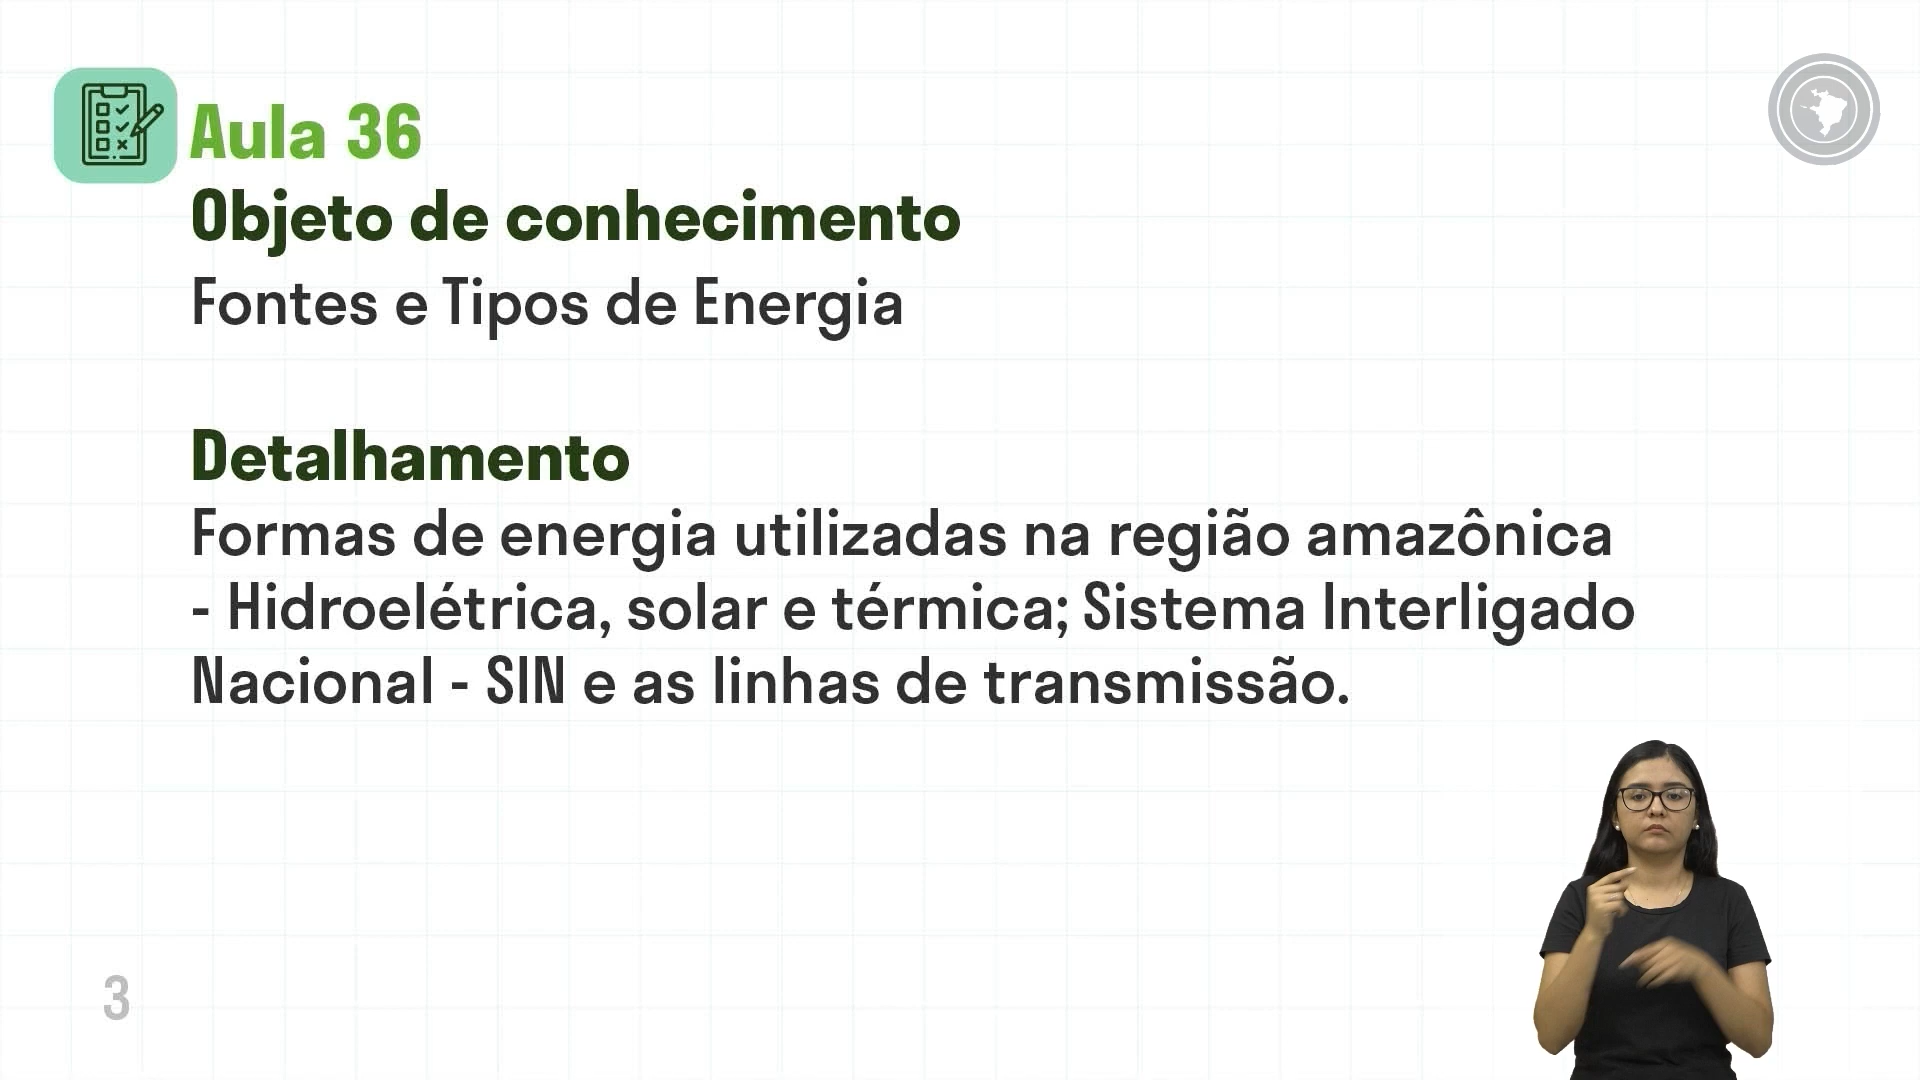 Aula 36
Objeto de conhecimento
Fontes e Tipos de Energia
Detalhamento
Formas de energia utilizadas na região amazônica
- Hidroelétrica, solar e térmica; Sistema Interligado
Nacional - SIN e as linhas de transmissão.
3